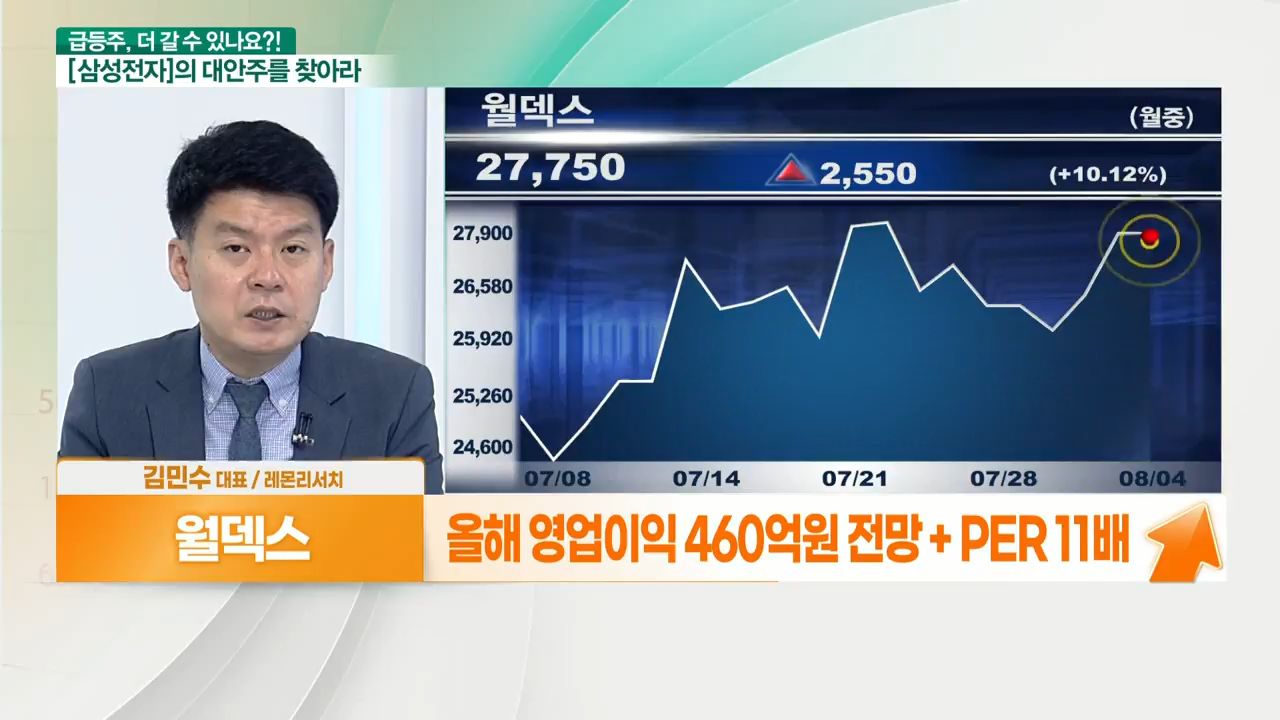 급등주, 더 갈 수 있나요?!
[삼성전자]의 대안주를 찾아라
월덱스
(월중)
27,750
2,550
(+10.12%)
27,900
26,580
25,920
25,260
24,600
07/08
07/14
07/21
07/28
08/04
김민수 대표 / 레몬리서치
월덱스
올해 영업이익 460억원 전망 + PER 11배